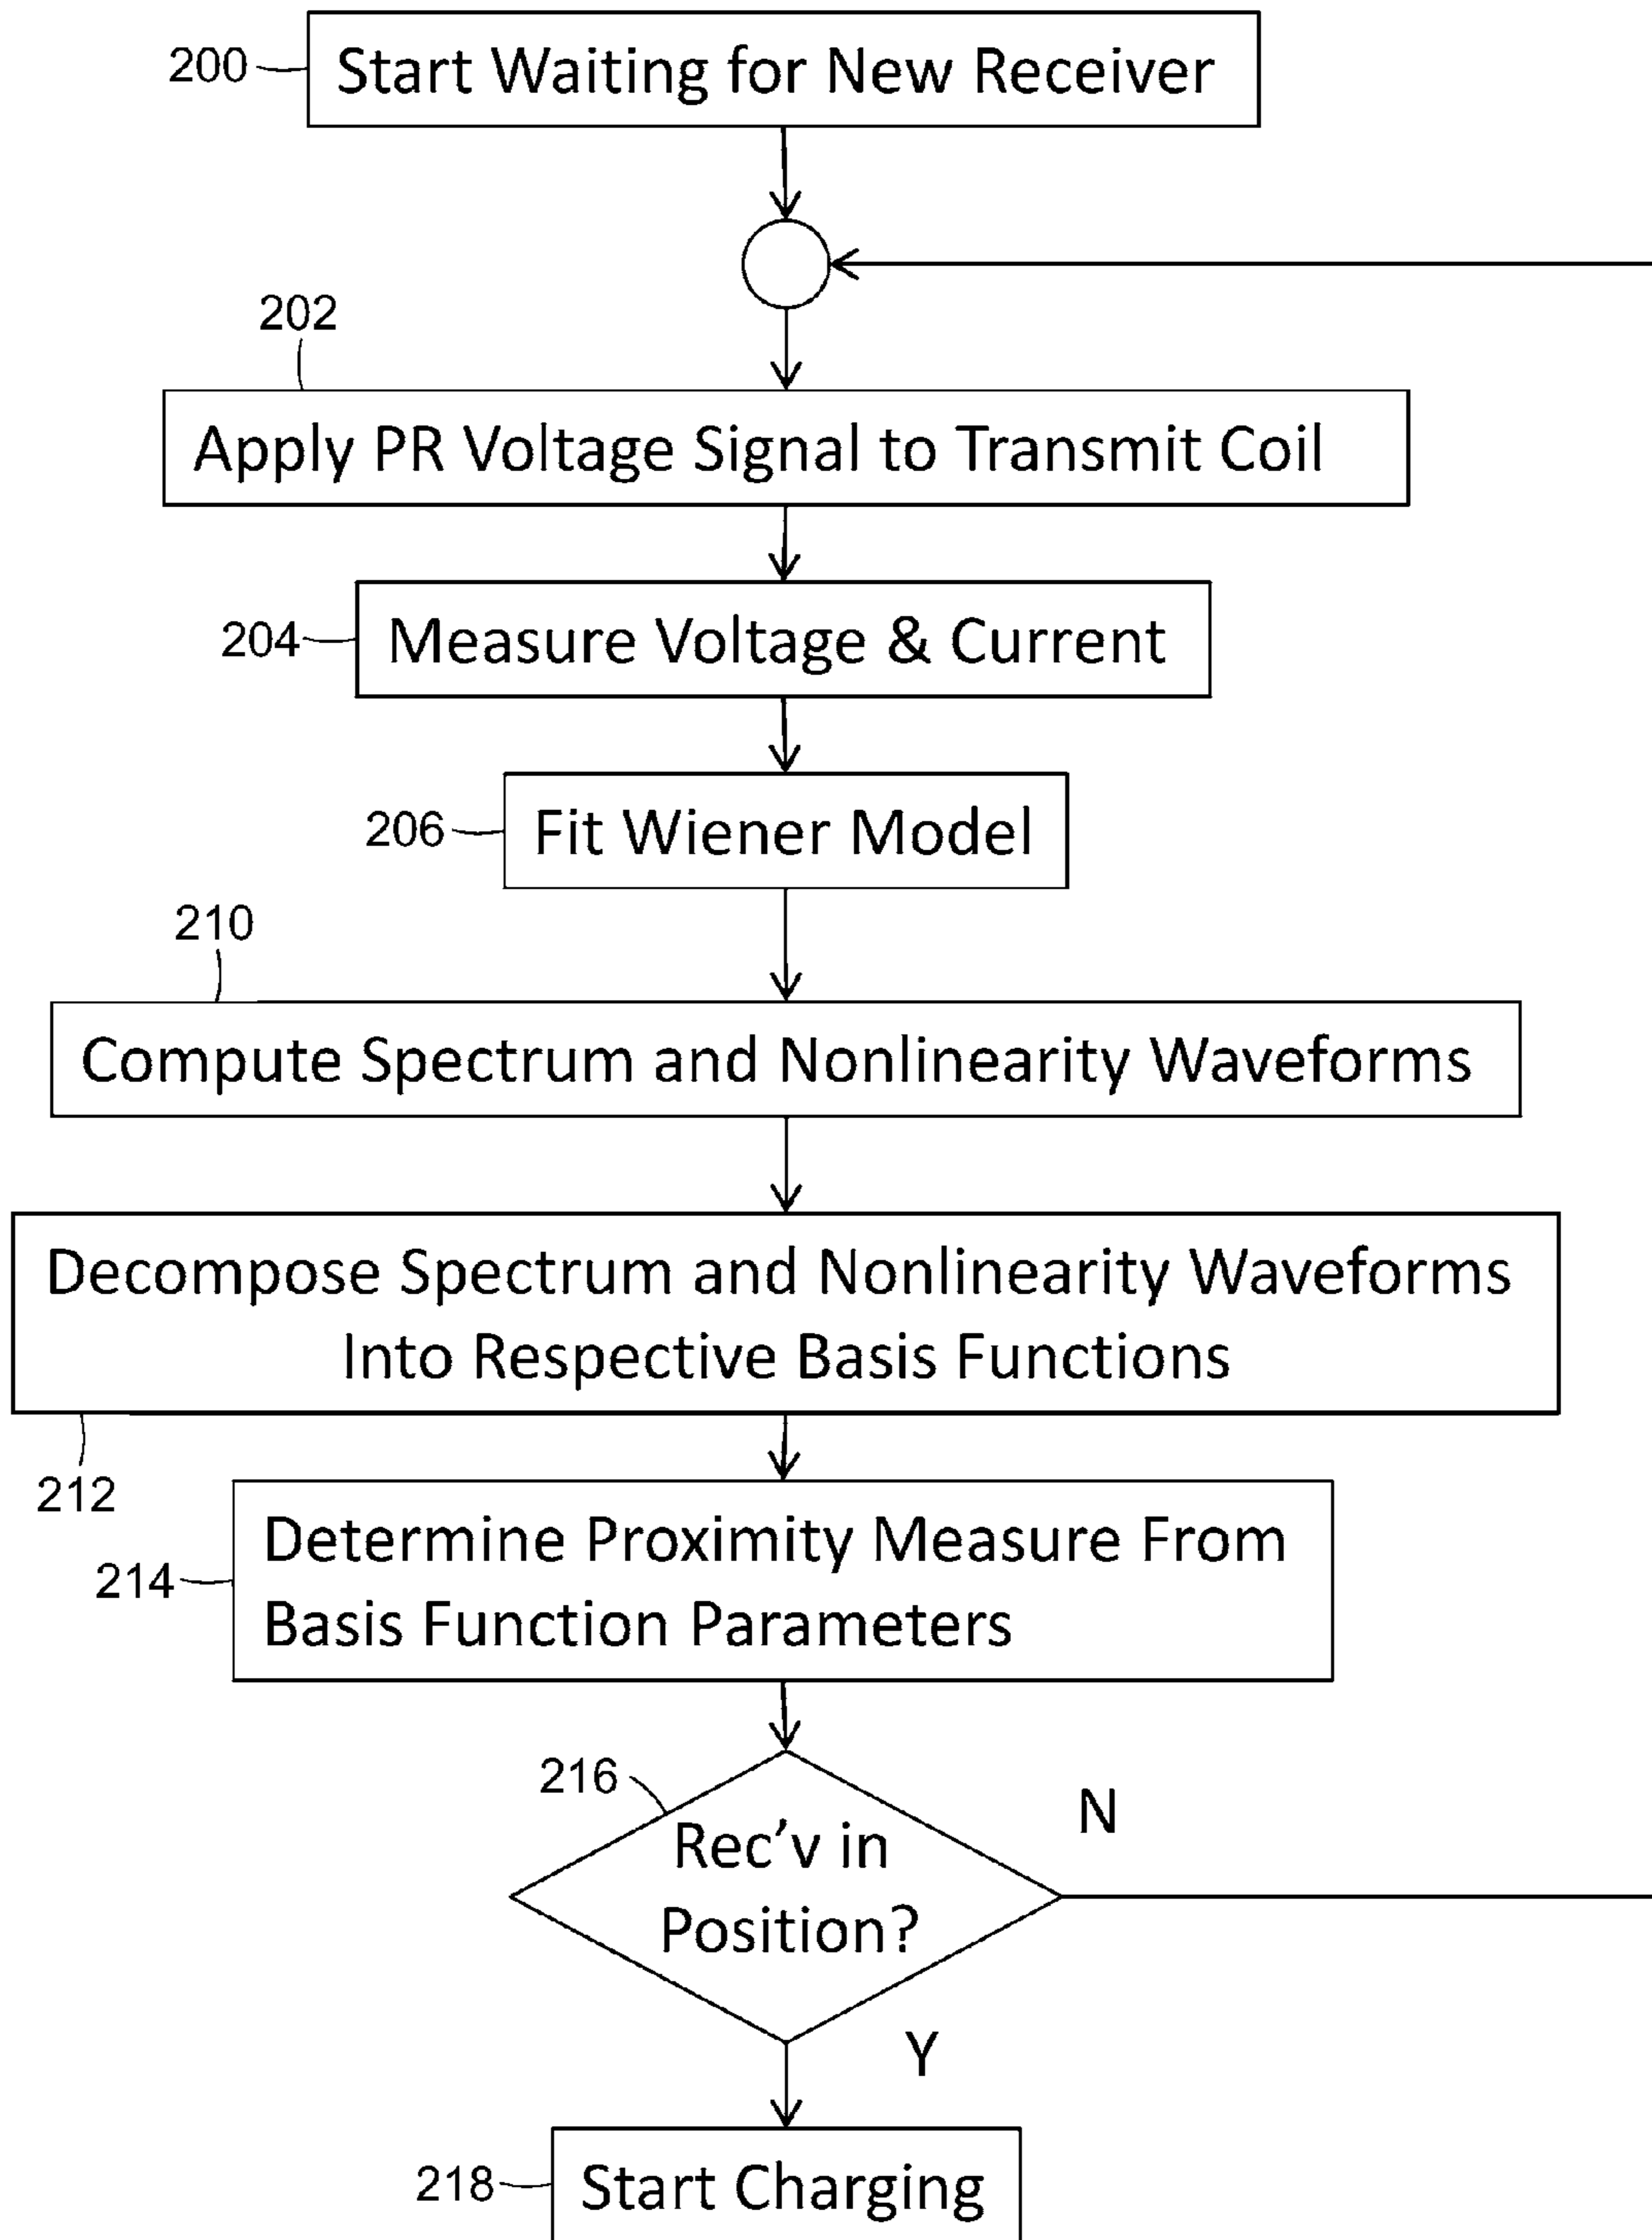 200
Start Waiting for New Receiver
202
Apply PR Voltage Signal to Transmit Coil
204
Measure Voltage & Current
206
Fit Wiener Model
210
Compute Spectrum and Nonlinearity Waveforms
Decompose Spectrum and Nonlinearity Waveforms
Into Respective Basis Functions
212
214
Determine Proximity Measure From
Basis Function Parameters
216
Rec’v in
Position?
N
Y
218
Start Charging